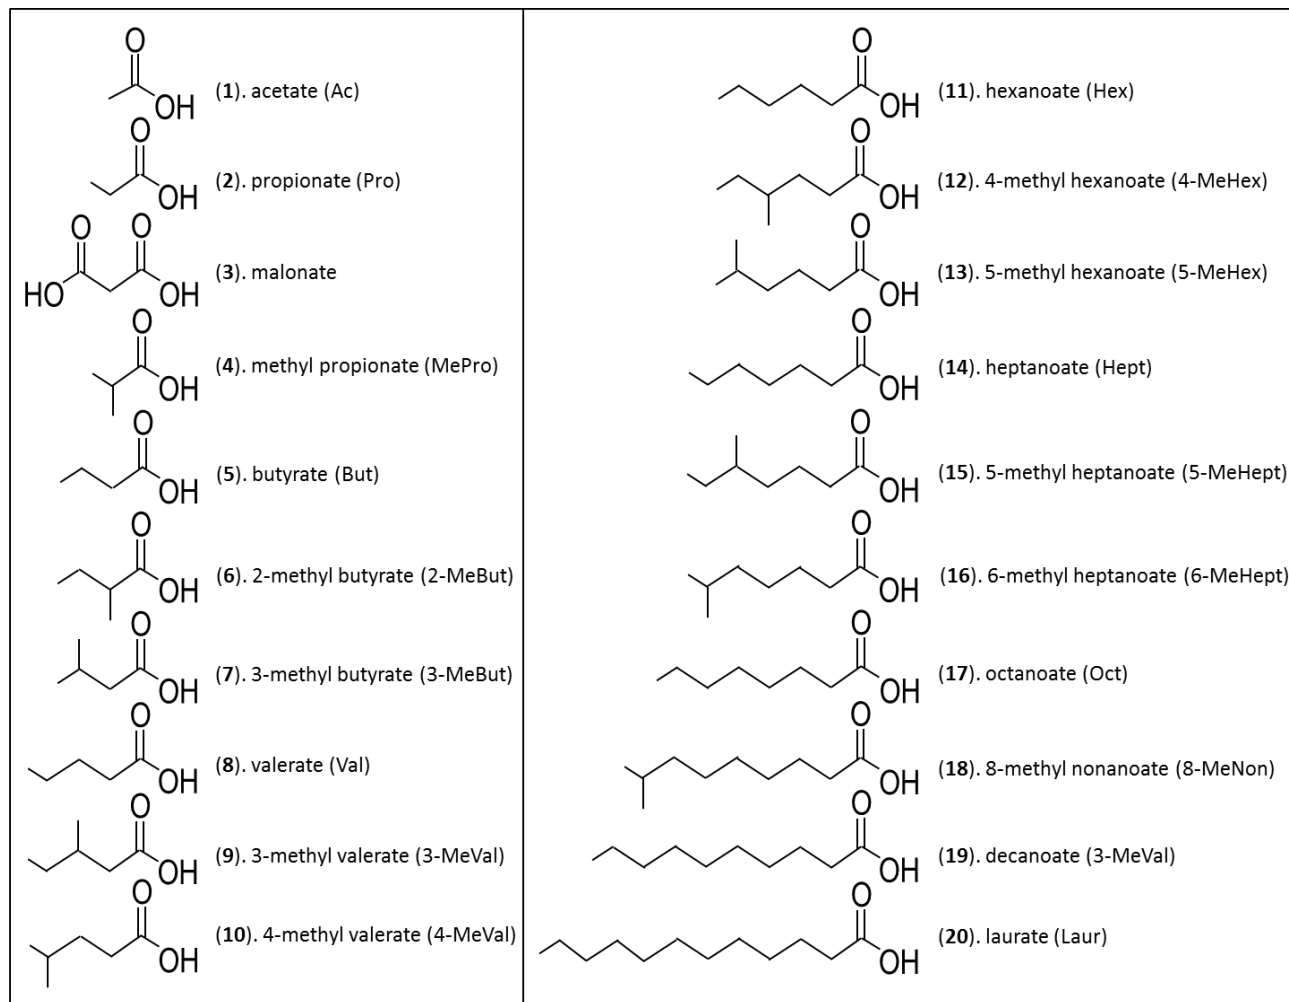 O
OH
(1). acetate (Ac)
O
OH
(2). propionate (Pro)
O
O
HO
OH
(3). malonate
O
OH
(4). methyl propionate (MePro)
O
OH
(5). butyrate (But)
O
OH
(6). 2-methyl butyrate (2-MeBut)
O
OH
(7). 3-methyl butyrate (3-MeBut)
O
OH
(8). valerate (Val)
O
OH
(9). 3-methyl valerate (3-MeVal)
O
OH
(10). 4-methyl valerate (4-MeVal)
O
OH
(11). hexanoate (Hex)
O
OH
(12). 4-methyl hexanoate (4-MeHex)
O
OH
(13). 5-methyl hexanoate (5-MeHex)
O
OH
(14). heptanoate (Hept)
O
OH
(15). 5-methyl heptanoate (5-MeHept)
O
OH
(16). 6-methyl heptanoate (6-MeHept)
O
OH
(17). octanoate (Oct)
O
OH
(18). 8-methyl nonanoate (8-MeNon)
O
OH
(19). decanoate (3-MeVal)
O
OH
(20). laurate (Laur)